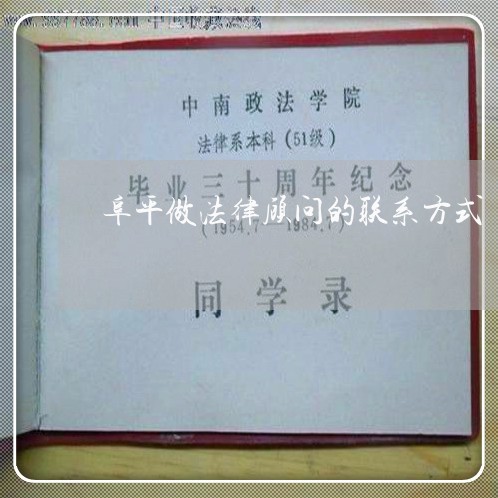 中南政法学院
法律系本科(51级)
毕业三十周年纪念
阜平做法律顾问的联系方式
(1954.7—1984.7)
同学录